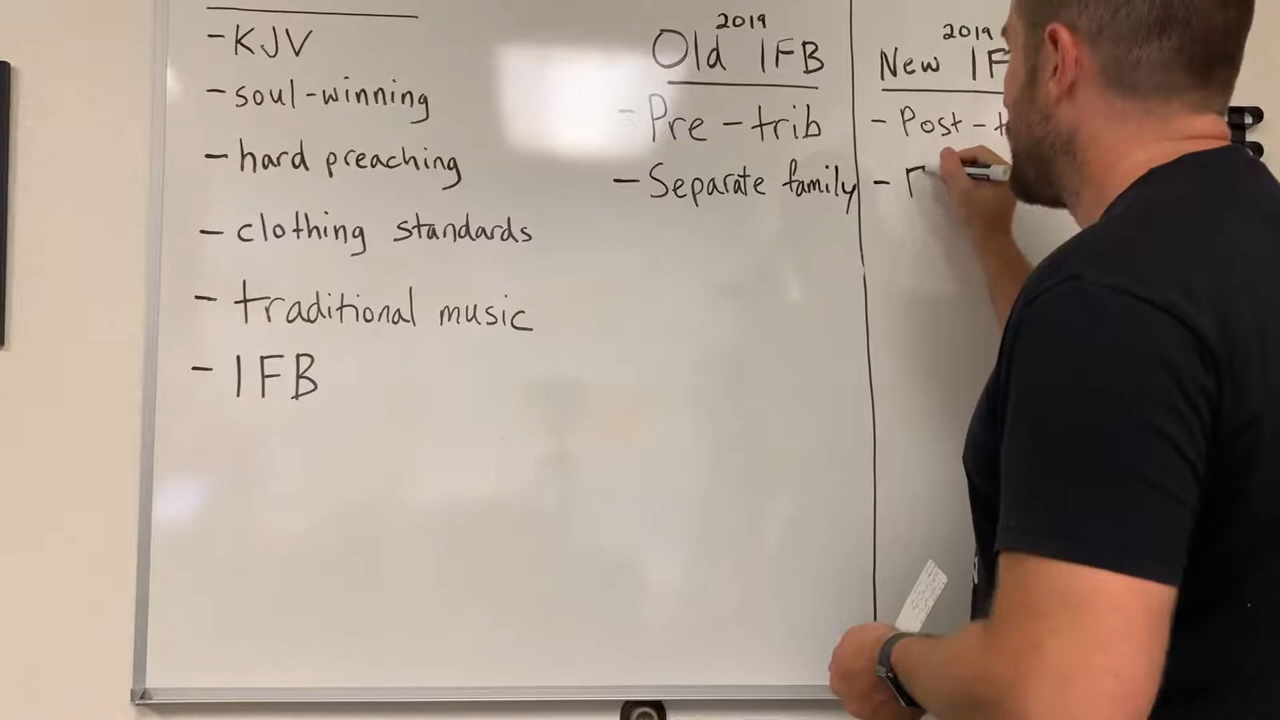 - KJV
- soul-winning
- hard preaching
- clothing standards
- traditional music
- IFB
2019
Old IFB
- Pre-trib
- Separate family
2019
New IF
- Post-t
-